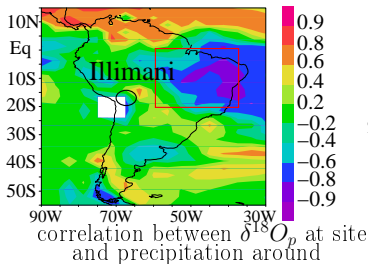 10N
Eq
10S
20S
30S
40S
50S
90W 70W 50W 30W
Illimani
0.9
0.8
0.6
0.4
0.2
−0.2
−0.4
−0.6
−0.8
−0.9
correlation between δ¹⁸Oₚ at site
and precipitation around